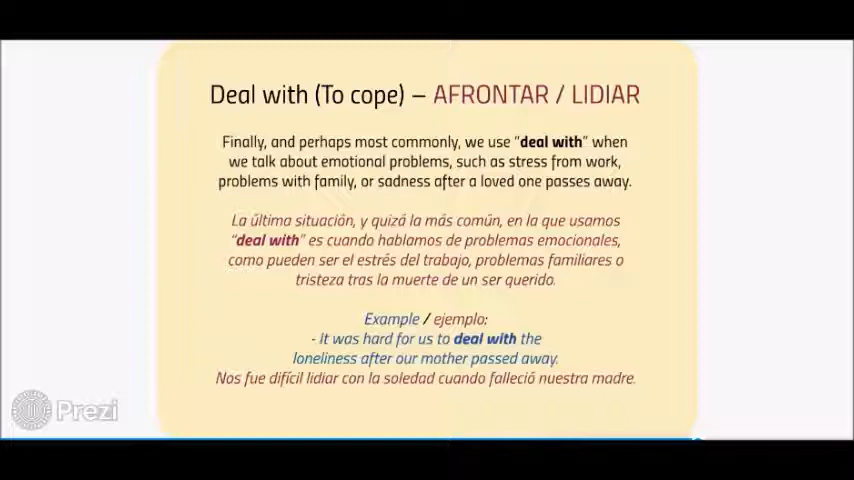 Deal with (To cope) – AFRONTAR / LIDIAR
Finally, and perhaps most commonly, we use "deal with" when
we talk about emotional problems, such as stress from work,
problems with family, or sadness after a loved one passes away.
La última situación, y quizá la más común, en la que usamos
"deal with" es cuando hablamos de problemas emocionales,
como pueden ser el estrés del trabajo, problemas familiares o
tristeza tras la muerte de un ser querido.
Example / ejemplo:
- It was hard for us to deal with the
loneliness after our mother passed away.
Nos fue difícil lidiar con la soledad cuando falleció nuestra madre.
Prezi